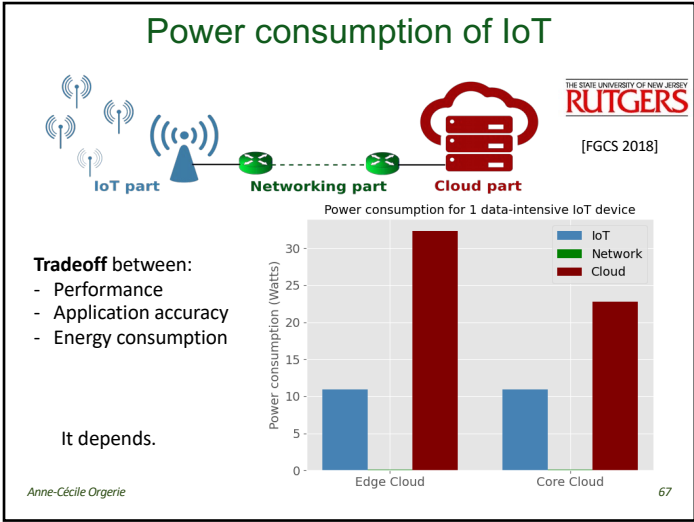 Power consumption of IoT
THE STATE UNIVERSITY OF NEW JERSEY
RUTGERS
[FGCS 2018]
IoT part
Networking part
Cloud part
Tradeoff between:
- Performance
- Application accuracy
- Energy consumption
It depends.
Power consumption for 1 data-intensive IoT device
IoT
Network
Cloud
Power consumption (Watts)
30
25
20
15
10
5
0
Edge Cloud
Core Cloud
Anne-Cécile Orgerie
67